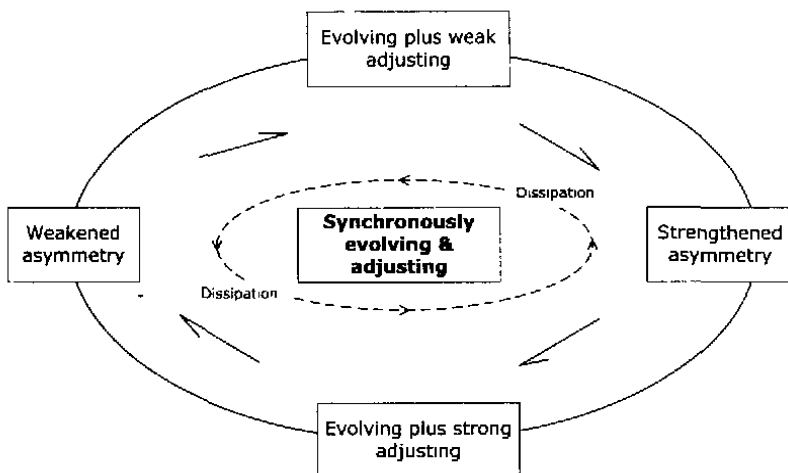 Evolving plus weak
adjusting
Dissipation
Weakened
asymmetry
Synchronously
evolving &
adjusting
Strengthened
asymmetry
Dissipation
Evolving plus strong
adjusting